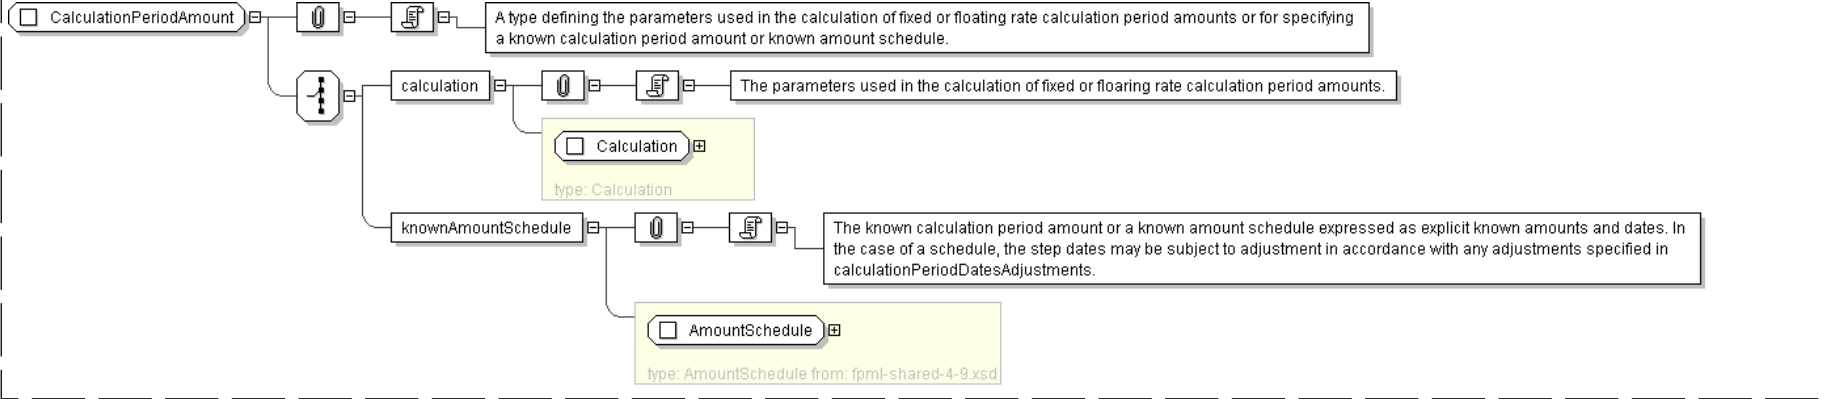 CalculationPeriodAmount
A type defining the parameters used in the calculation of fixed or floating rate calculation period amounts or for specifying
a known calculation period amount or known amount schedule.
calculation
The parameters used in the calculation of fixed or floaring rate calculation period amounts.
Calculation
type: Calculation
knownAmountSchedule
The known calculation period amount or a known amount schedule expressed as explicit known amounts and dates. In
the case of a schedule, the step dates may be subject to adjustment in accordance with any adjustments specified in
calculationPeriodDatesAdjustments.
AmountSchedule
type: AmountSchedule from: fpml-shared-4-9.xsd